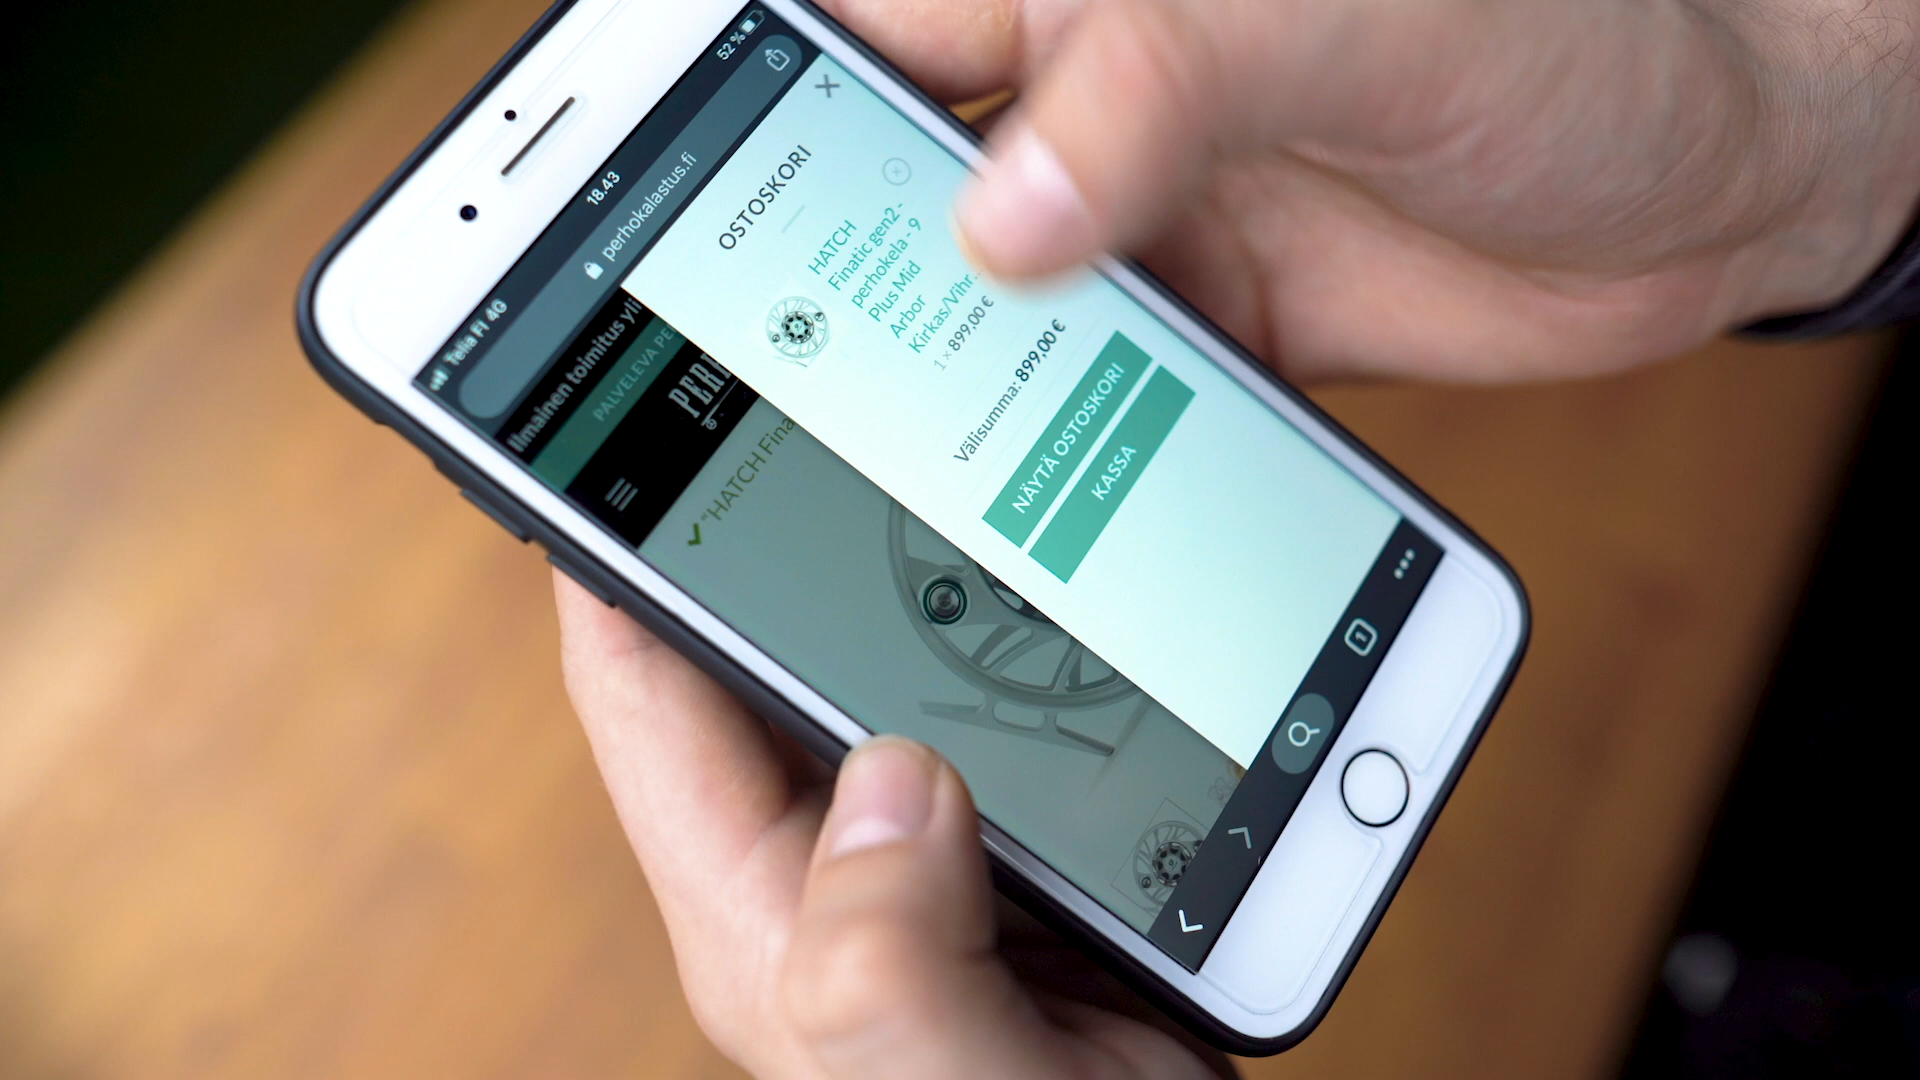 Telia FI 4G 18.43 52 %
perhokalastus.fi
Ilmainen toimitus yli
PALVELEVA
"HATCH Fina
OSTOSKORI
HATCH
Finatic gen2 -
perhokela - 9
Plus Mid
Arbor
Kirkas/Vihr...
1 × 899,00 €
Välisumma: 899,00 €
NÄYTÄ OSTOSKORI
KASSA
1